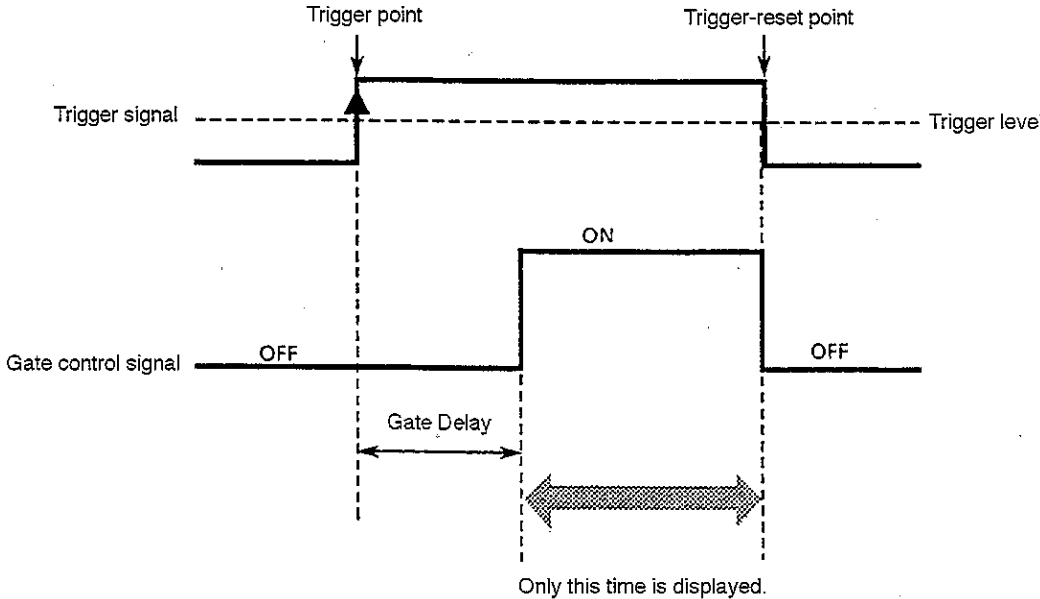 Trigger point
Trigger-reset point
Trigger signal
Trigger level
ON
Gate control signal
OFF
OFF
Gate Delay
Only this time is displayed.